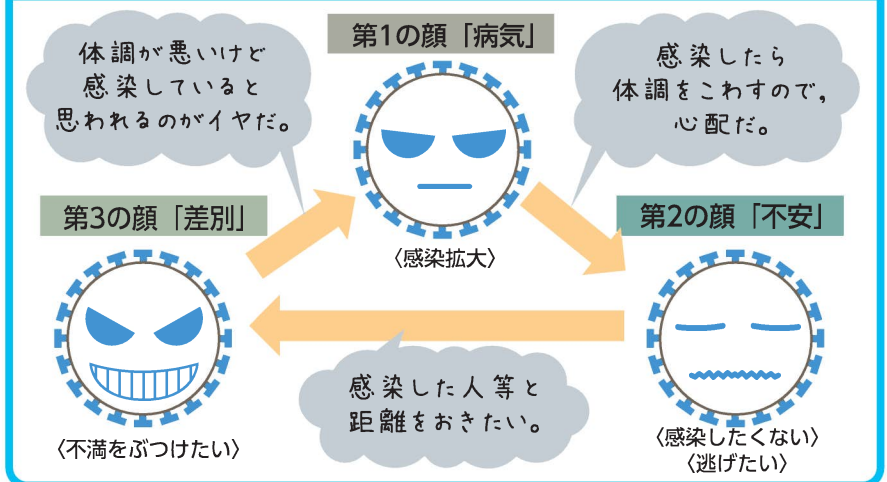 第1の顔「病気」
体調が悪いけど
感染していると
思われるのがイヤだ。
感染したら
体調をこわすので,
心配だ。
第3の顔「差別」
第2の顔「不安」
〈感染拡大〉
感染した人等と
距離をおきたい。
〈不満をぶつけたい〉
〈感染したくない〉
〈逃げたい〉